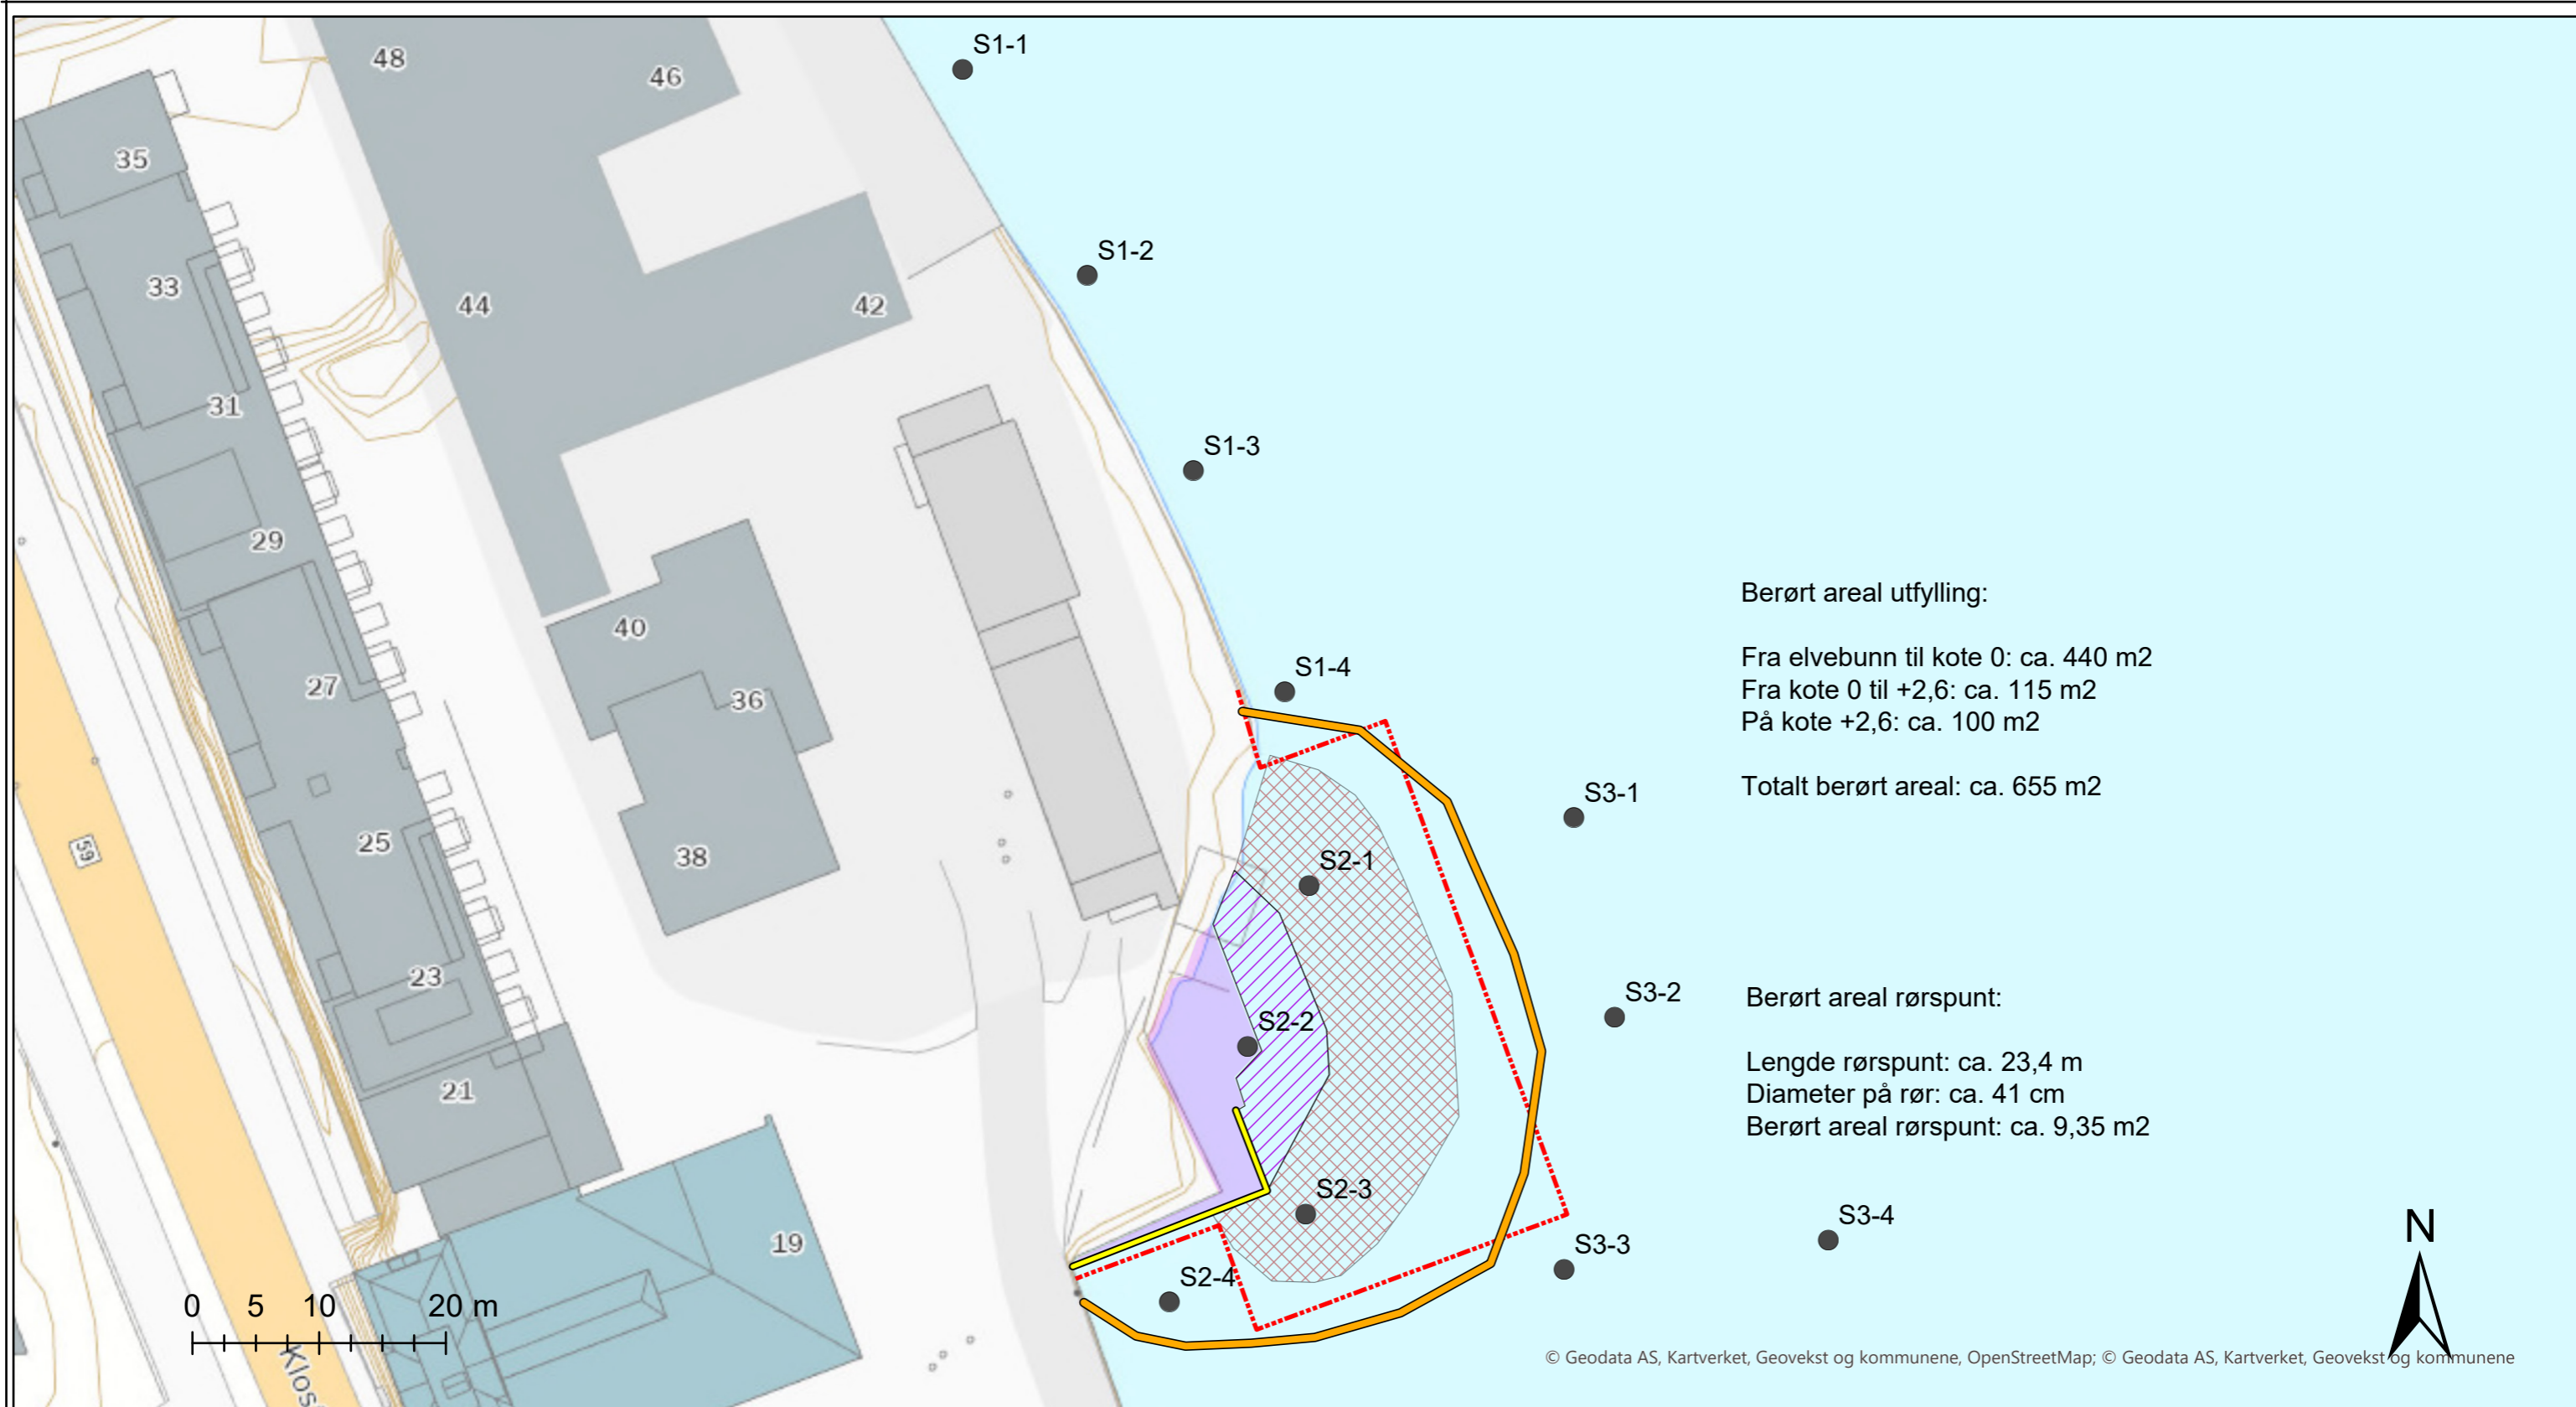 48
46
S1-1
35
S1-2
33
44
42
31
S1-3
29
40
27
36
S1-4
Berørt areal utfylling:
Fra elvebunn til kote 0: ca. 440 m2
Fra kote 0 til +2,6: ca. 115 m2
På kote +2,6: ca. 100 m2
Totalt berørt areal: ca. 655 m2
59
25
38
S2-1
S3-1
23
S2-2
S3-2
Berørt areal rørspunt:
Lengde rørspunt: ca. 23,4 m
Diameter på rør: ca. 41 cm
Berørt areal rørspunt: ca. 9,35 m2
21
S2-3
19
S2-4
S3-3
S3-4
N
0 5 10 20 m
Klos
© Geodata AS, Kartverket, Geovekst og kommunene, OpenStreetMap; © Geodata AS, Kartverket, Geovekst og kommunene